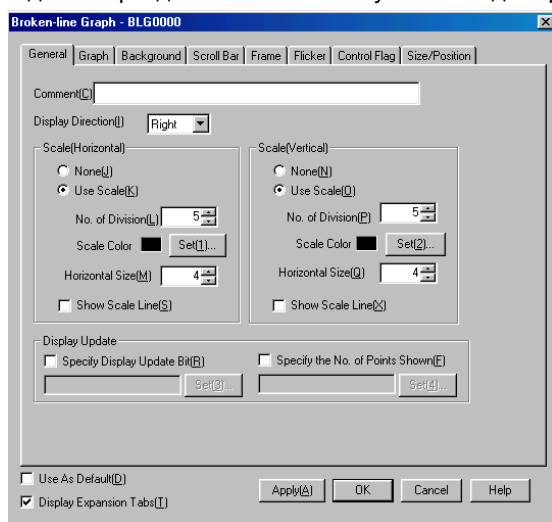 Broken-line Graph - BLG0000
General Graph Background Scroll Bar Frame Flicker Control Flag Size/Position
Comment(C)
Display Direction(I) Right
Scale(Horizontal)
None(J)
Use Scale(K)
No. of Division(L) 5
Scale Color Set(1)...
Horizontal Size(M) 4
Show Scale Line(S)
Scale(Vertical)
None(N)
Use Scale(O)
No. of Division(P) 5
Scale Color Set(2)...
Horizontal Size(Q) 4
Show Scale Line(X)
Display Update
Specify Display Update Bit(R)
Set(3)...
Specify the No. of Points Shown(F)
Set(4)...
Use As Default(D)
Display Expansion Tabs(T)
Apply(A) OK Cancel Help